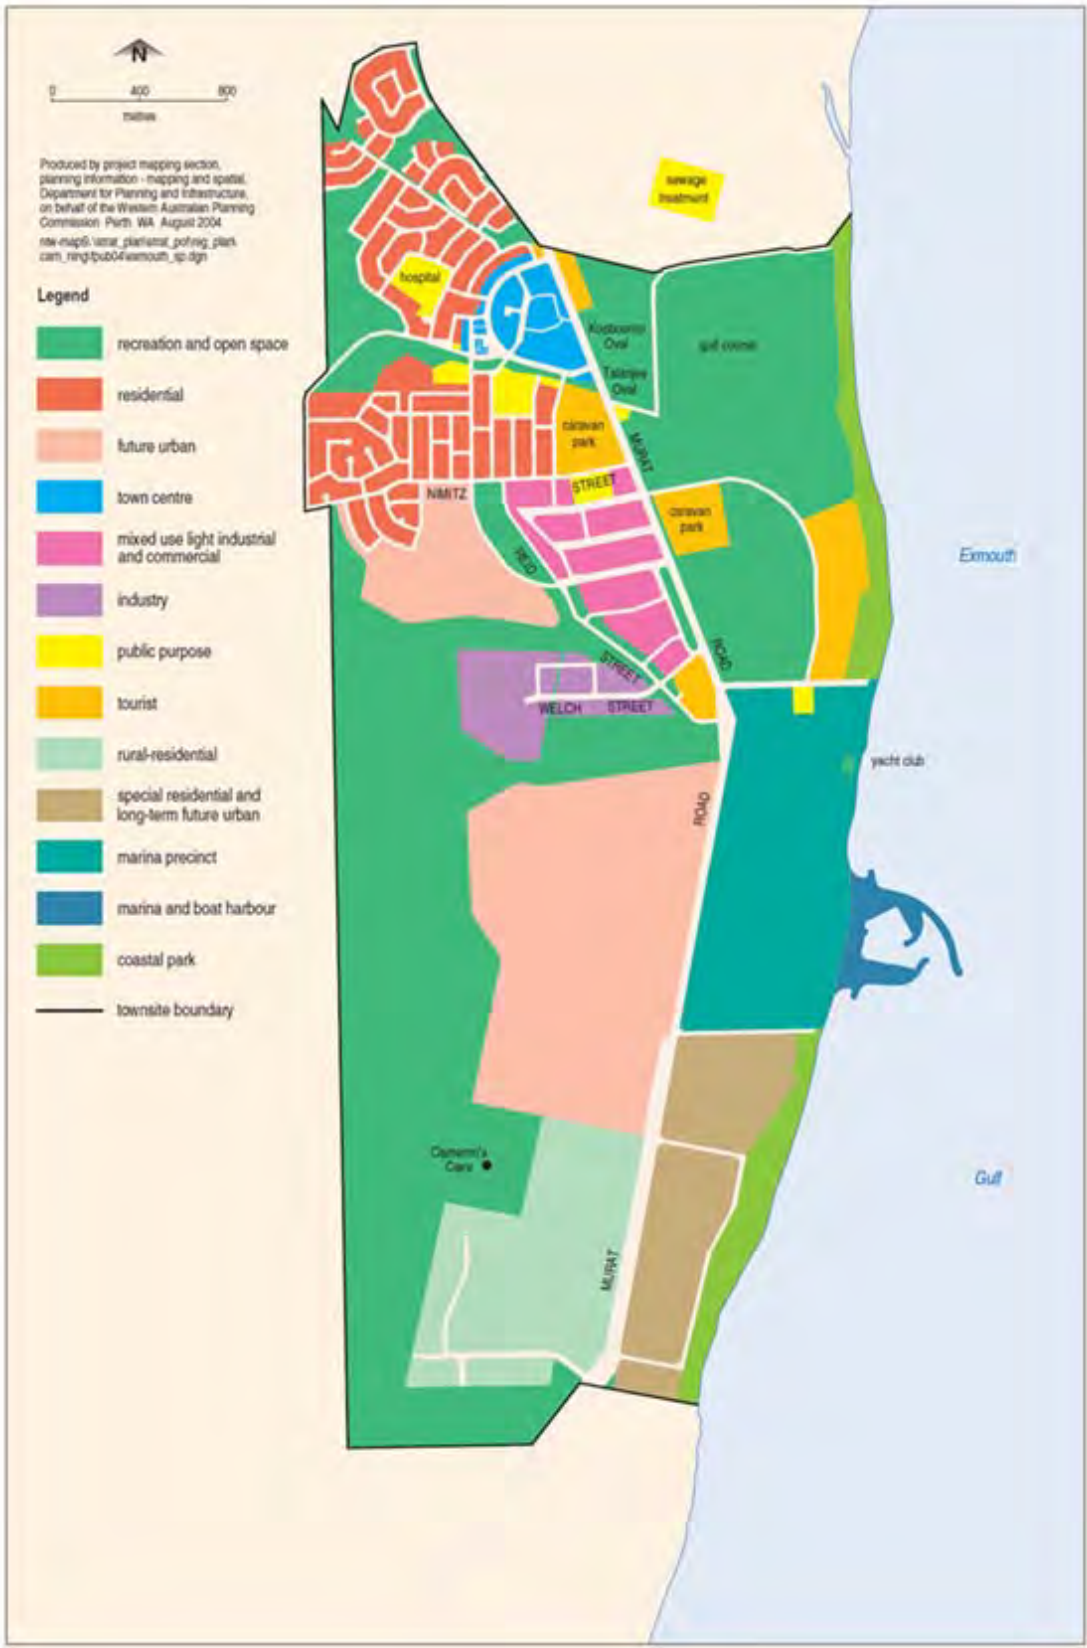 N
0 400 800
metres
Produced by project mapping section,
planning information - mapping and spatial,
Department for Planning and Infrastructure,
on behalf of the Western Australian Planning
Commission Perth WA August 2004
Legend
recreation and open space
residential
future urban
town centre
mixed use light industrial
and commercial
industry
public purpose
tourist
rural-residential
special residential and
long-term future urban
marina precinct
marina and boat harbour
coastal park
townsite boundary
sewage
treatment
hospital
Oval
golf course
Oval
caravan
park
MURAT
NIMITZ
STREET
caravan
park
REID
Exmouth
ROAD
STREET
WELCH STREET
yacht club
ROAD
Cave
Gulf
MURAT